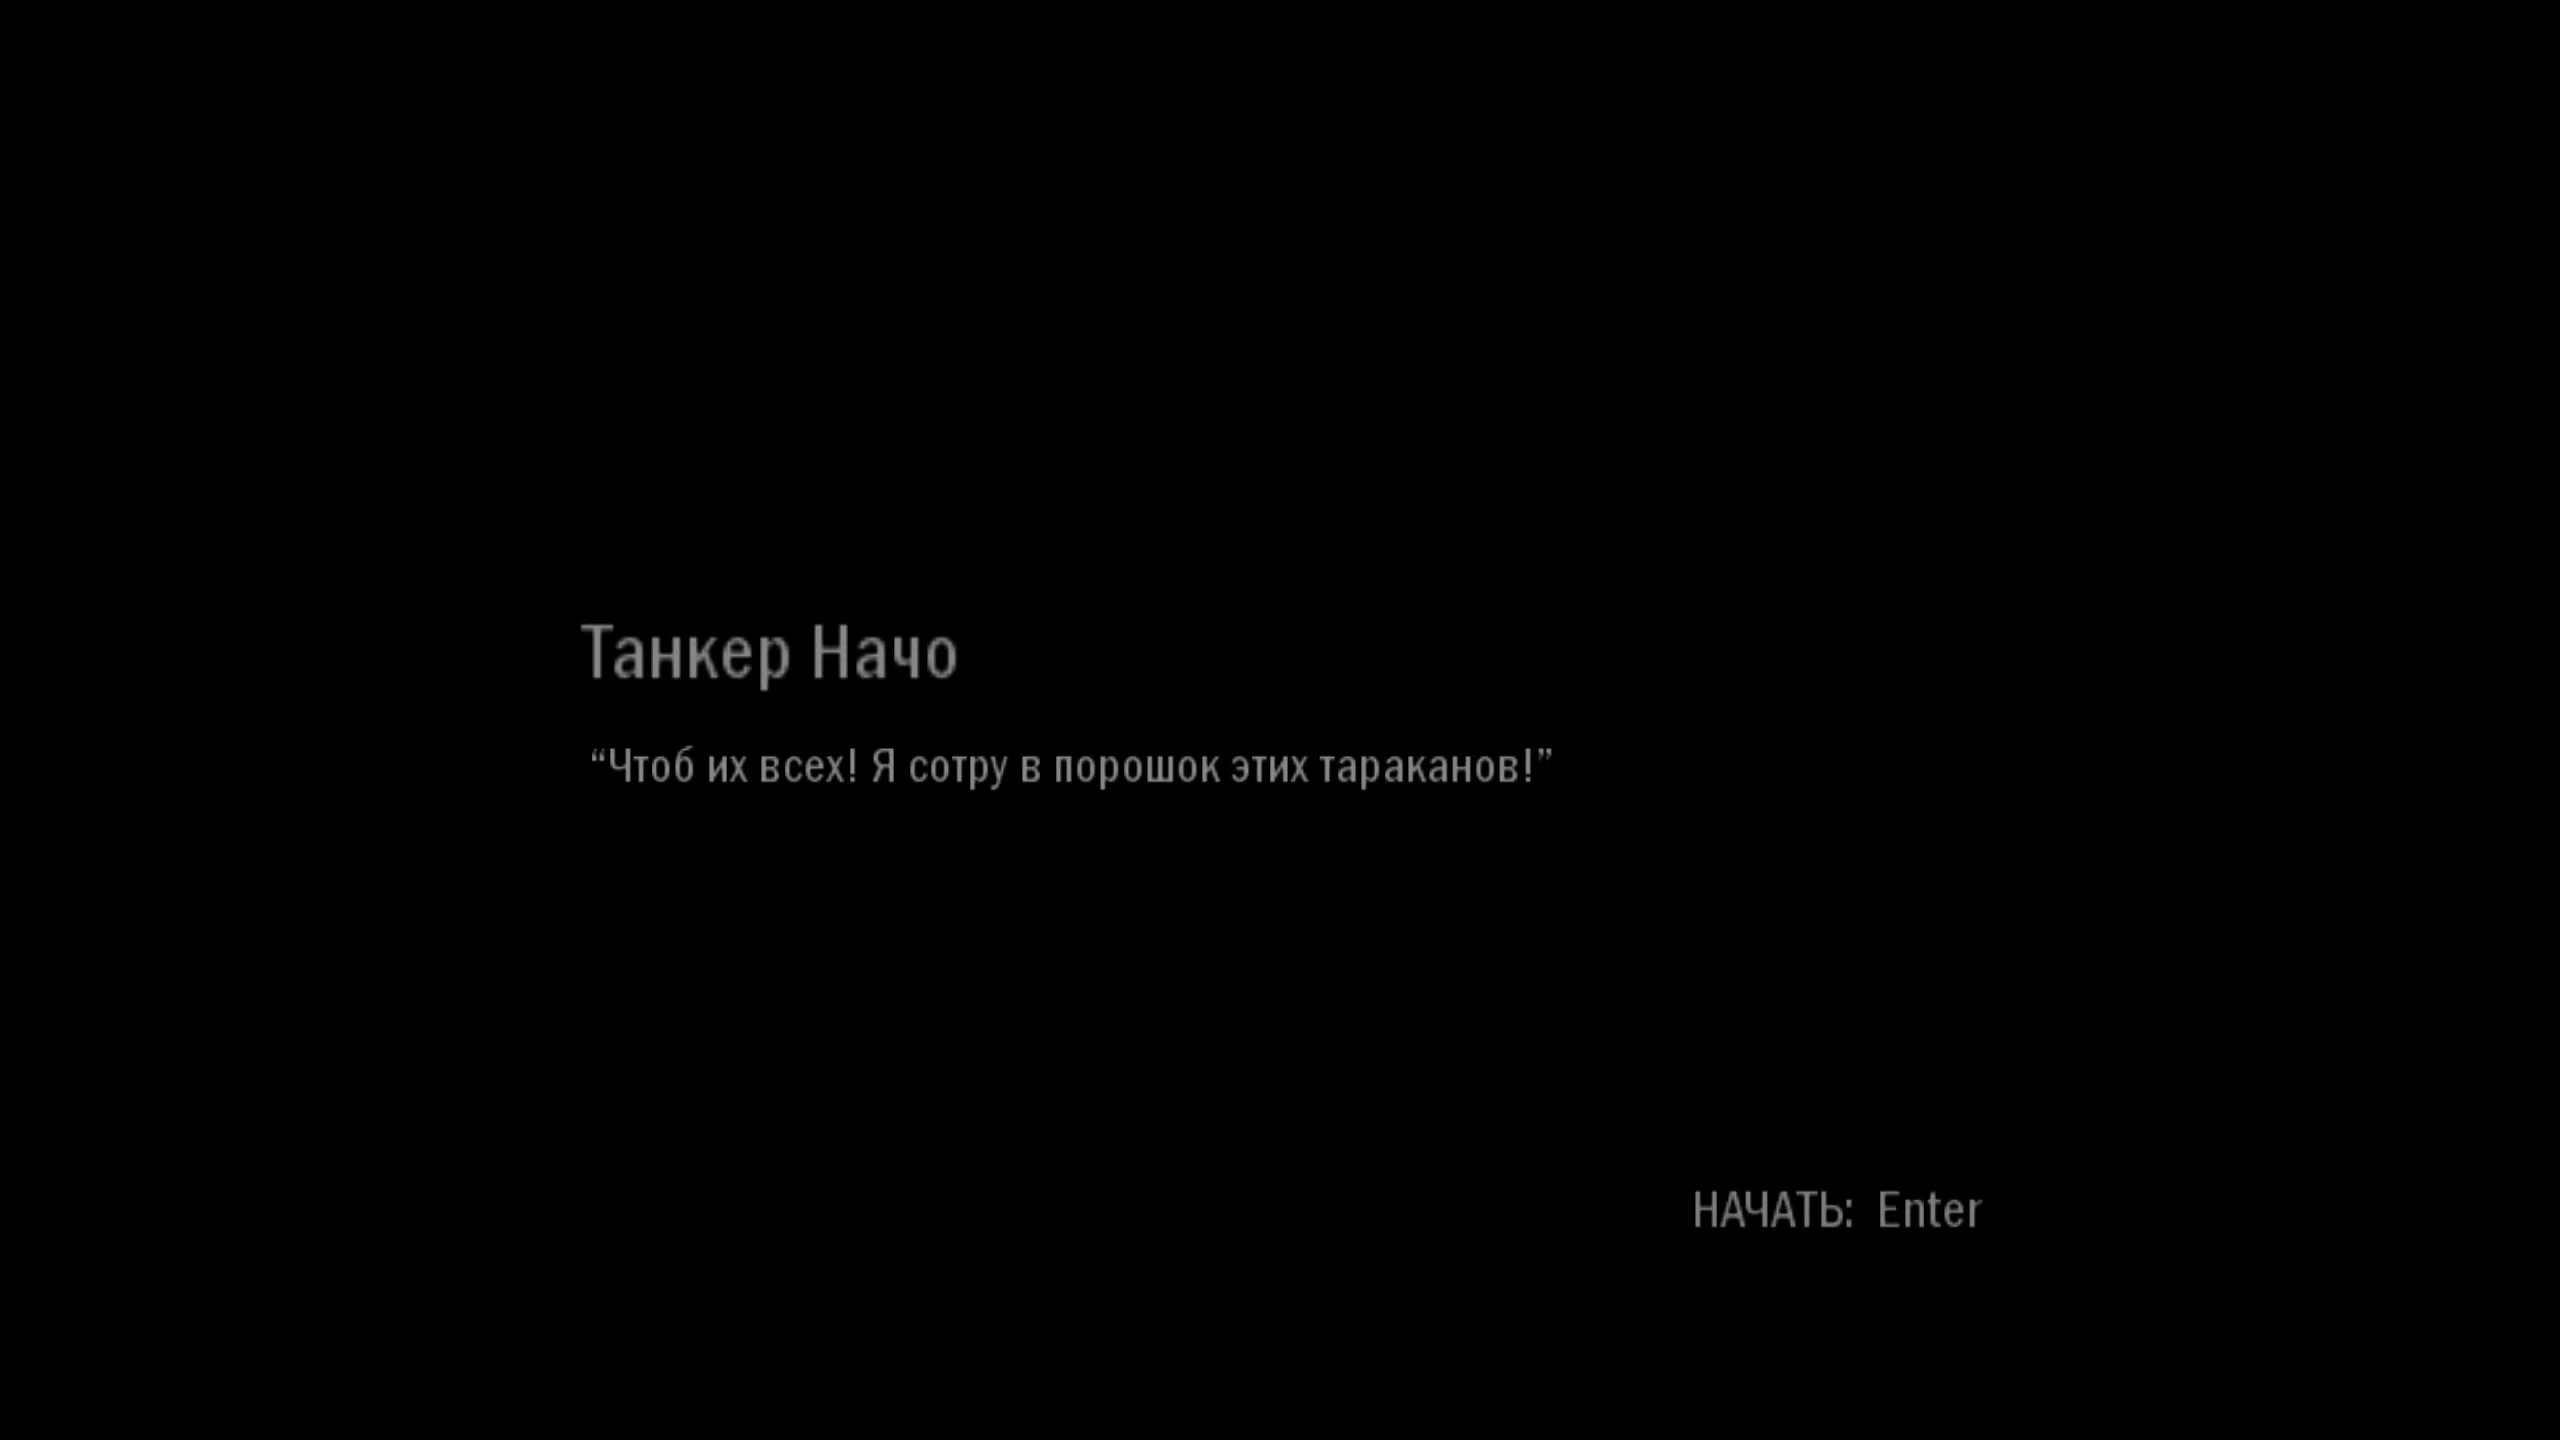 Танкер Начо
“Чтоб их всех! Я сотру в порошок этих тараканов!”
НАЧАТЬ: Enter